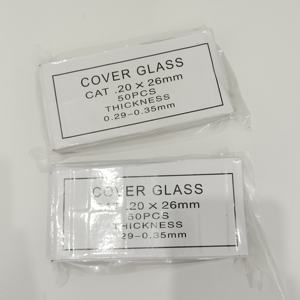 COVER GLASS
CAT .20 × 26mm
50PCS
THICKNESS
0.29-0.35mm
COVER GLASS
CAT .20 × 26mm
50PCS
THICKNESS
0.29-0.35mm